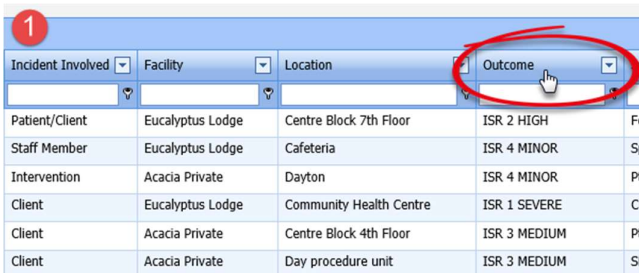 1
Incident Involved Facility Location Outcome
Patient/Client Eucalyptus Lodge Centre Block 7th Floor ISR 2 HIGH
Staff Member Eucalyptus Lodge Cafeteria ISR 4 MINOR
Intervention Acacia Private Dayton ISR 4 MINOR
Client Eucalyptus Lodge Community Health Centre ISR 1 SEVERE
Client Acacia Private Centre Block 4th Floor ISR 3 MEDIUM
Client Acacia Private Day procedure unit ISR 3 MEDIUM